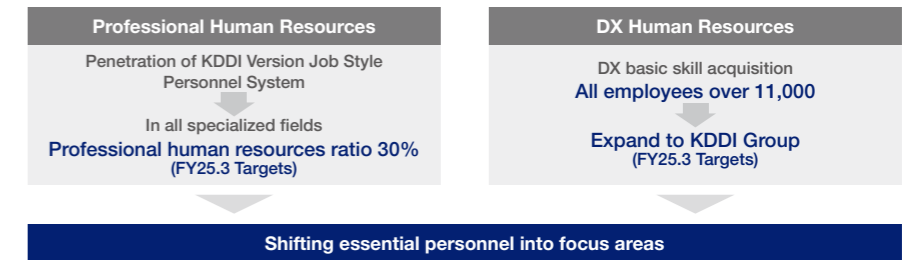 Professional Human Resources
Penetration of KDDI Version Job Style
Personnel System
In all specialized fields
Professional human resources ratio 30%
(FY25.3 Targets)
DX Human Resources
DX basic skill acquisition
All employees over 11,000
Expand to KDDI Group
(FY25.3 Targets)
Shifting essential personnel into focus areas